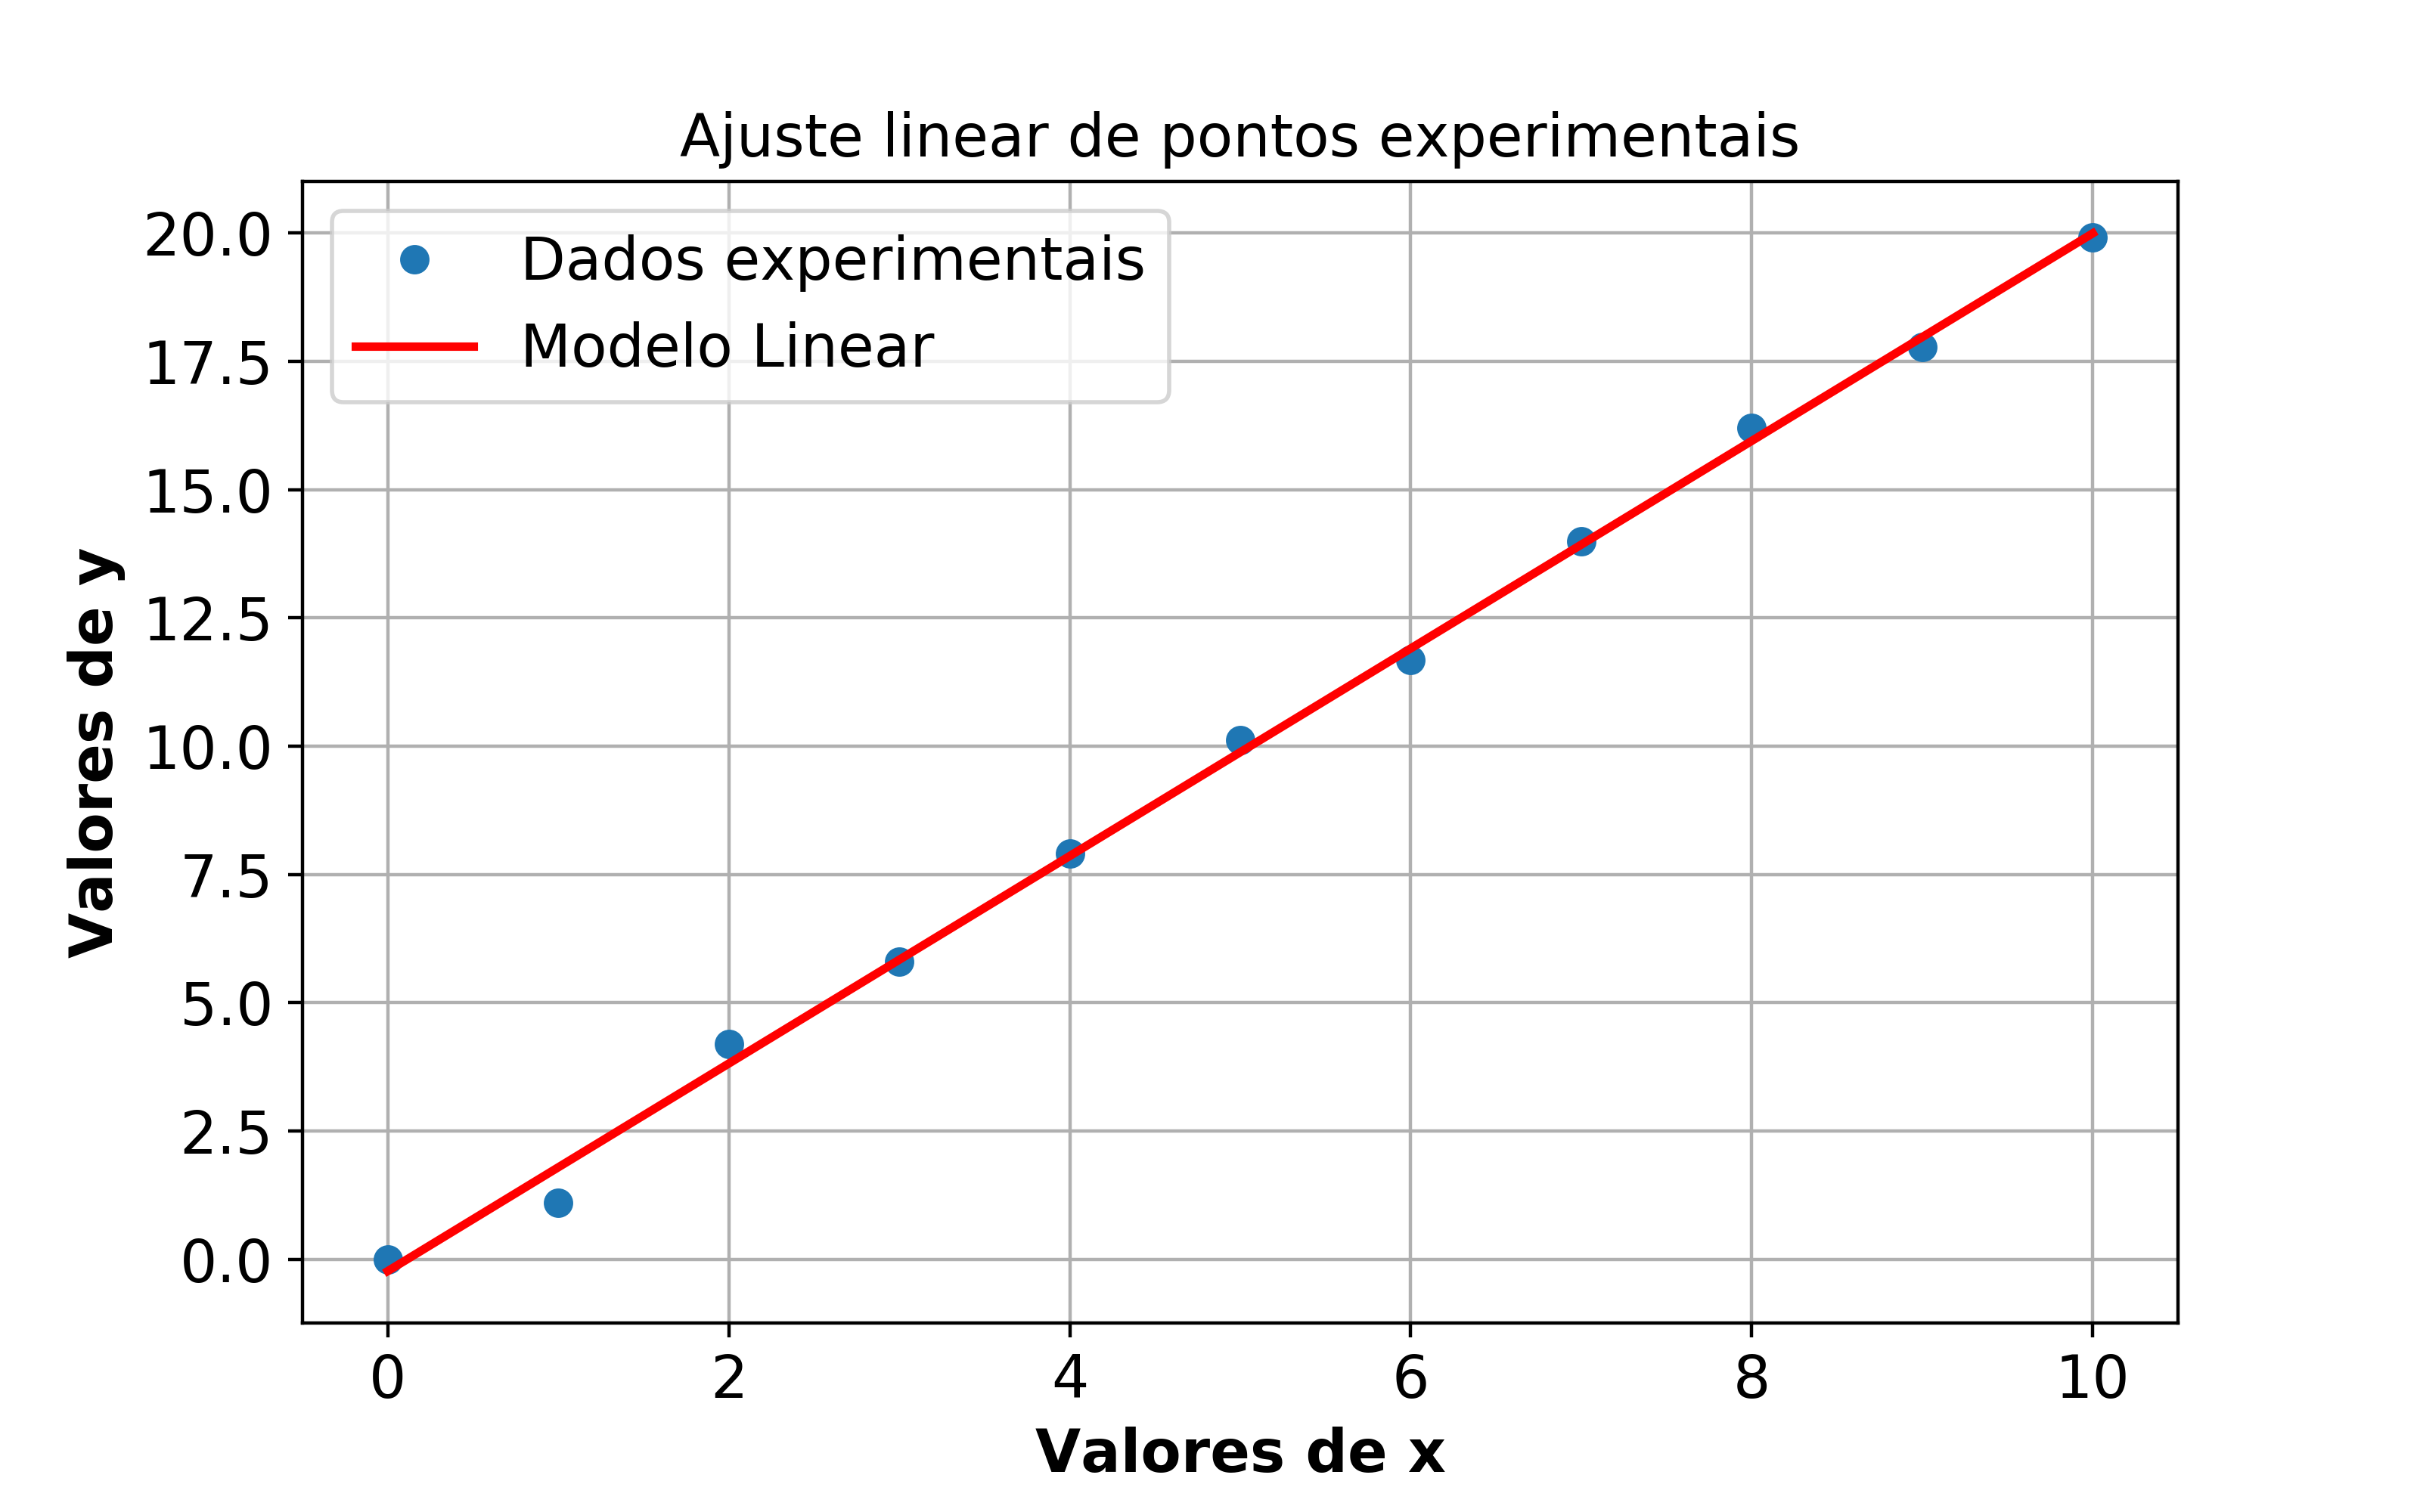 Ajuste linear de pontos experimentais
Dados experimentais
Modelo Linear
20.0
17.5
15.0
12.5
10.0
7.5
5.0
2.5
0.0
Valores de y
0 2 4 6 8 10
Valores de x